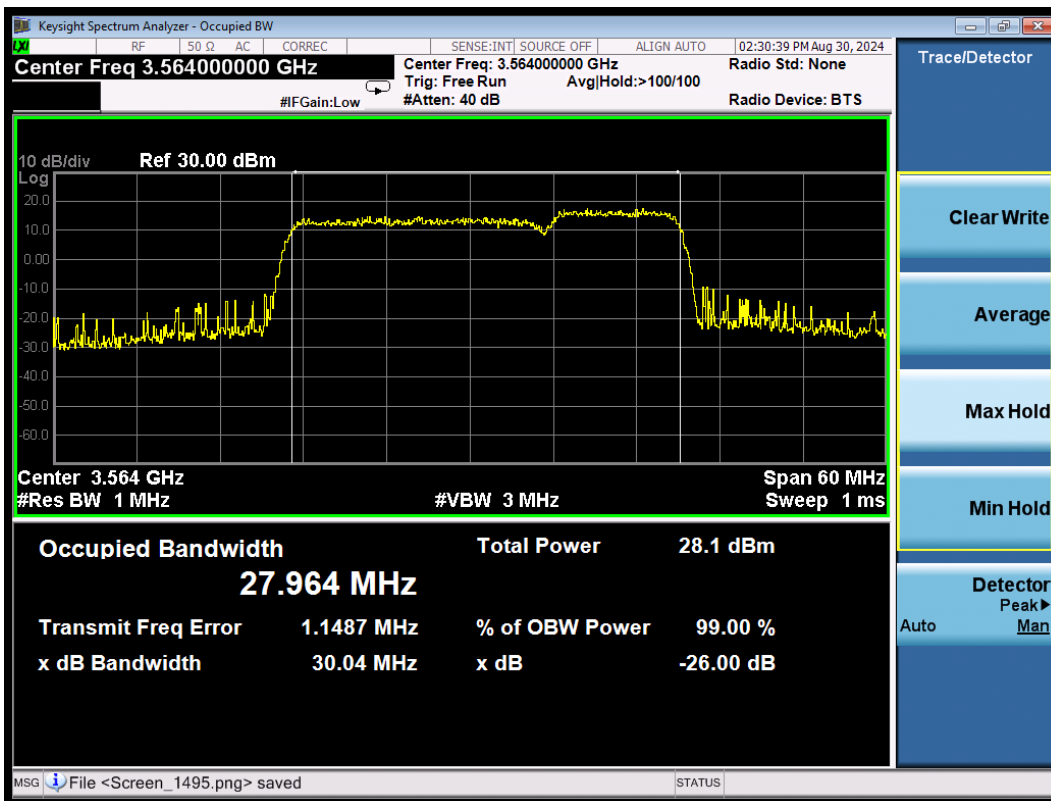 Keysight Spectrum Analyzer - Occupied BW
LXI RF 50 Ω AC CORREC SENSE:INT SOURCE OFF ALIGN AUTO 02:30:39 PM Aug 30, 2024
Center Freq 3.564000000 GHz
Center Freq: 3.564000000 GHz
Radio Std: None
Trig: Free Run Avg|Hold:>100/100
#IFGain:Low
#Atten: 40 dB
Radio Device: BTS
10 dB/div Ref 30.00 dBm
Log
20.0
10.0
0.00
-10.0
-20.0
-30.0
-40.0
-50.0
-60.0
Center 3.564 GHz Span 60 MHz
#Res BW 1 MHz #VBW 3 MHz Sweep 1 ms
Occupied Bandwidth Total Power 28.1 dBm
27.964 MHz
Transmit Freq Error 1.1487 MHz % of OBW Power 99.00 %
x dB Bandwidth 30.04 MHz x dB -26.00 dB
MSG File <Screen_1495.png> saved STATUS
Trace/Detector
Clear Write
Average
Max Hold
Min Hold
Detector
Peak▶
Auto Man